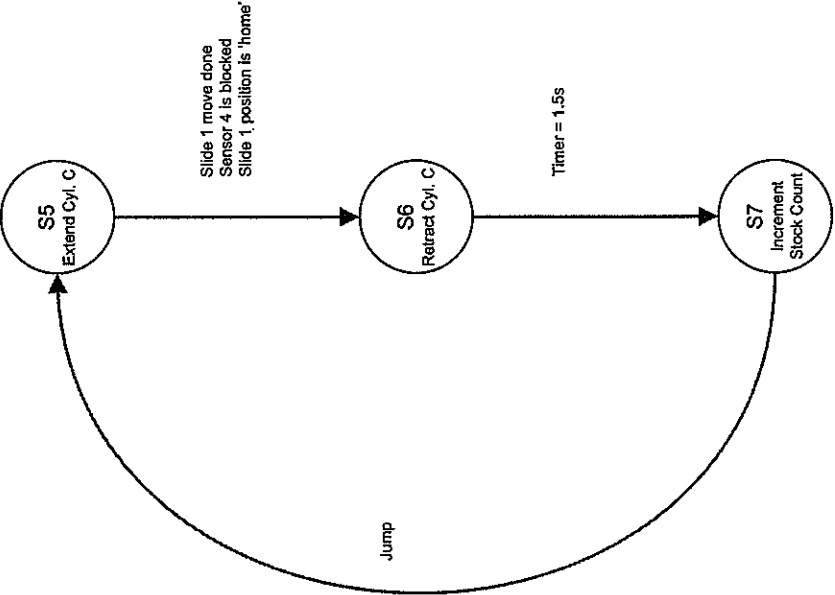 S5
Extend Cyl. C
Slide 1 move done
Sensor 4 is blocked
Slide 1 position is 'home'
S6
Retract Cyl. C
Timer = 1.5s
S7
Increment
Stock Count
Jump